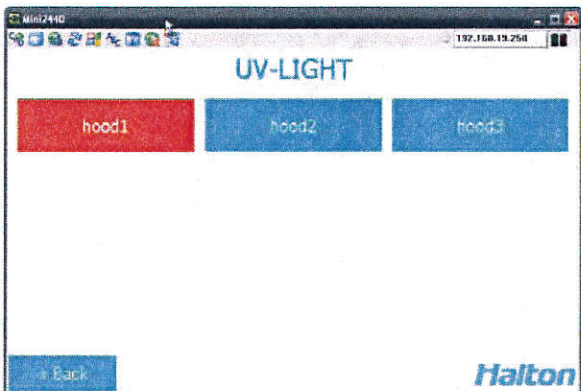 Mini2440
192.168.19.250
UV-LIGHT
hood1 hood2 hood3
< Back
Halton